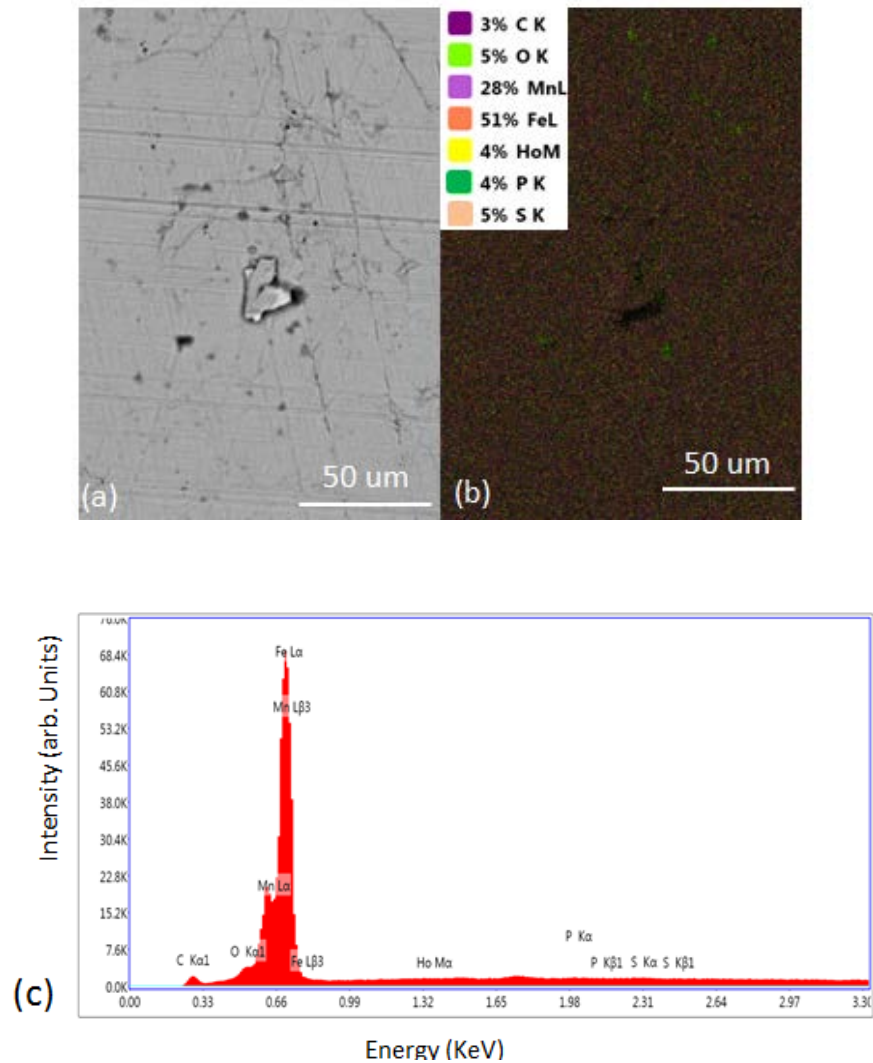 3% C K
5% O K
28% MnL
51% FeL
4% HoM
4% P K
5% S K
50 um
(a)
50 um
(b)
Intensity (arb. Units)
68.4K
60.8K
53.2K
45.6K
38.0K
30.4K
22.8K
15.2K
7.6K
0.0K
Fe Lα
Mn Lβ3
Mn Lα
C Kα1
O Kα1
Fe Lβ3
Ho Mα
P Kα
P Kβ1
S Kα
S Kβ1
(c)
0.00 0.33 0.66 0.99 1.32 1.65 1.98 2.31 2.64 2.97 3.30
Energy (KeV)